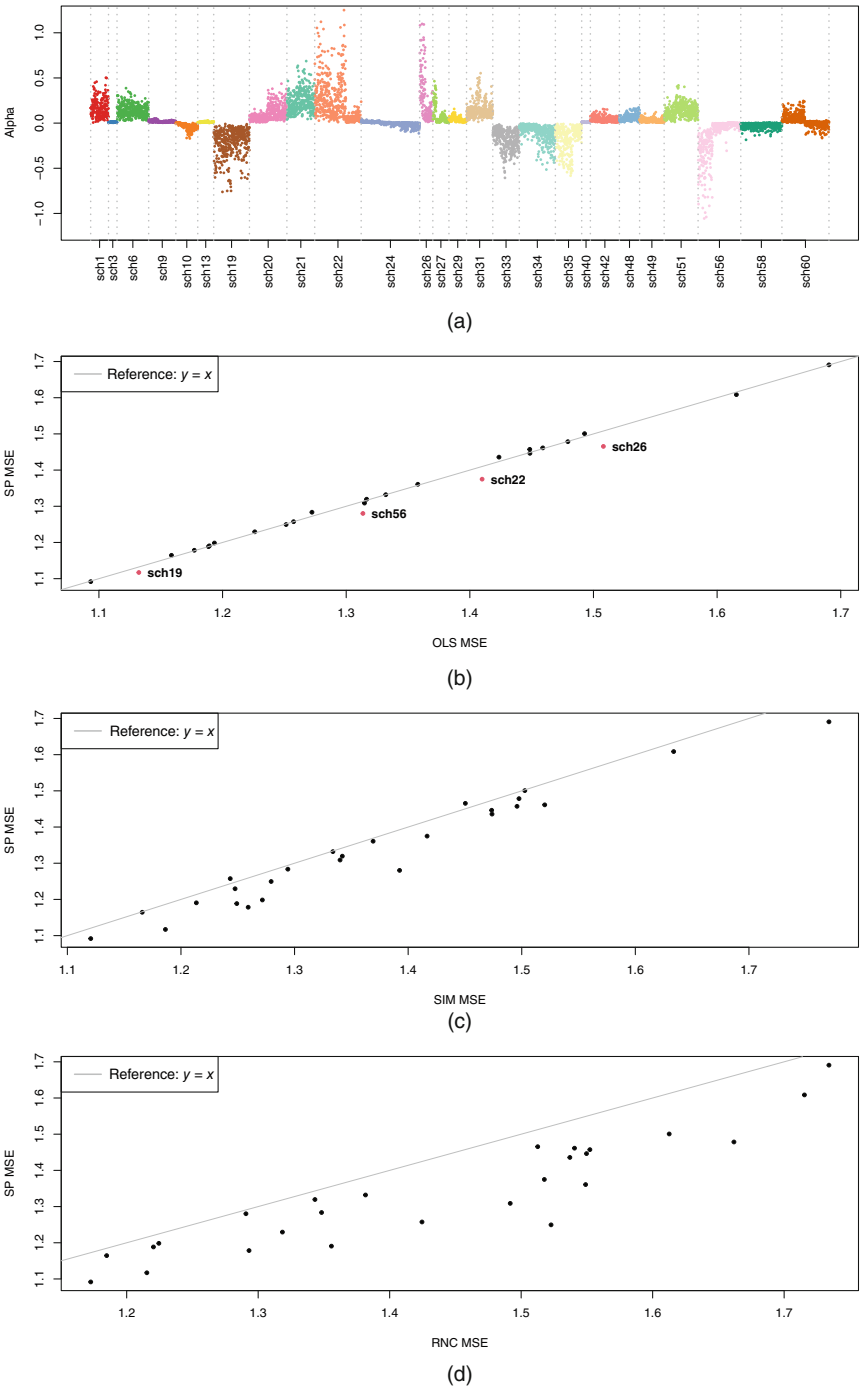 1.0
0.5
0.0
−0.5
−1.0
Alpha
sch1 sch3 sch6 sch9 sch10 sch13 sch19 sch20 sch21 sch22 sch24 sch26 sch27 sch29 sch31 sch33 sch34 sch35 sch40 sch42 sch48 sch49 sch51 sch56 sch58 sch60
(a)
Reference: y = x
1.7
1.6
1.5
1.4
1.3
1.2
1.1
SP MSE
sch26
sch22
sch56
sch19
1.1 1.2 1.3 1.4 1.5 1.6 1.7
OLS MSE
(b)
Reference: y = x
1.7
1.6
1.5
1.4
1.3
1.2
1.1
SP MSE
1.1 1.2 1.3 1.4 1.5 1.6 1.7
SIM MSE
(c)
Reference: y = x
1.7
1.6
1.5
1.4
1.3
1.2
1.1
SP MSE
1.2 1.3 1.4 1.5 1.6 1.7
RNC MSE
(d)